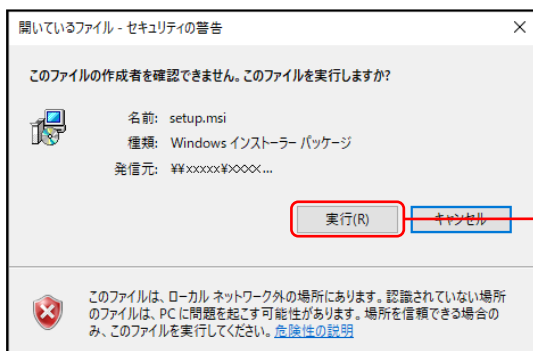 開いているファイル - セキュリティの警告
このファイルの作成者を確認できません。このファイルを実行しますか?
名前: setup.msi
種類: Windows インストーラー パッケージ
発信元: ¥¥xxxxx¥xxxx...
実行(R) キャンセル
このファイルは、ローカル ネットワーク外の場所にあります。認識されていない場所
のファイルは、PC に問題を起こす可能性があります。場所を信頼できる場合の
み、このファイルを実行してください。危険性の説明